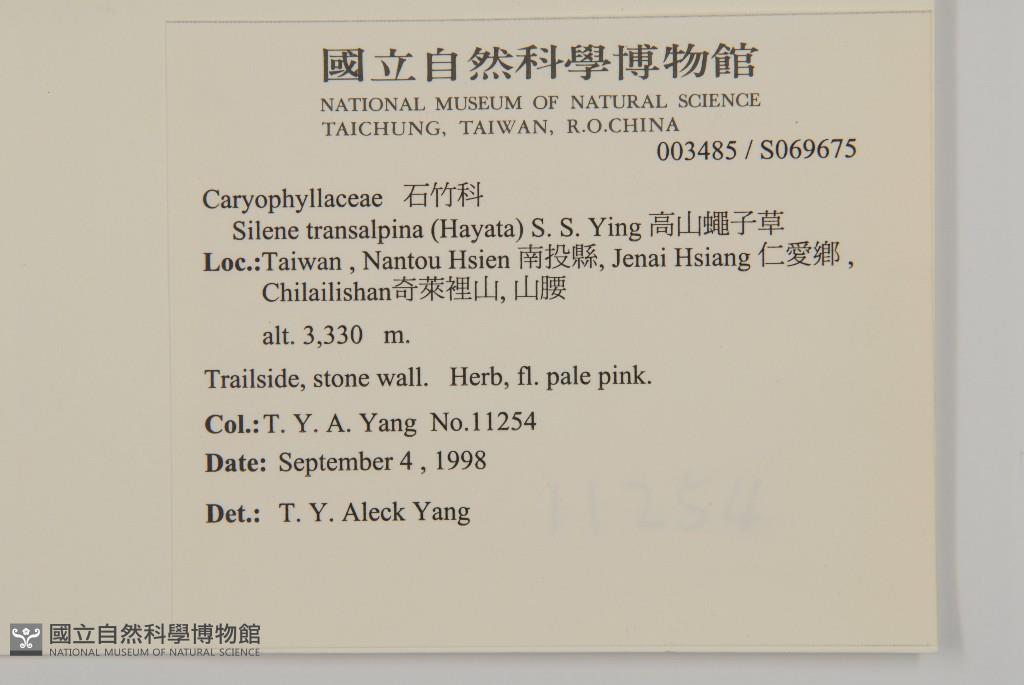 國立自然科學博物館
NATIONAL MUSEUM OF NATURAL SCIENCE
TAICHUNG, TAIWAN, R.O.CHINA
003485 / S069675
Caryophyllaceae 石竹科
Silene transalpina (Hayata) S. S. Ying 高山蠅子草
Loc.:Taiwan , Nantou Hsien 南投縣, Jenai Hsiang 仁愛鄉 ,
Chilailishan奇萊裡山, 山腰
alt. 3,330 m.
Trailside, stone wall. Herb, fl. pale pink.
Col.:T. Y. A. Yang No.11254
Date: September 4 , 1998
11254
Det.: T. Y. Aleck Yang
國立自然科學博物館
NATIONAL MUSEUM OF NATURAL SCIENCE